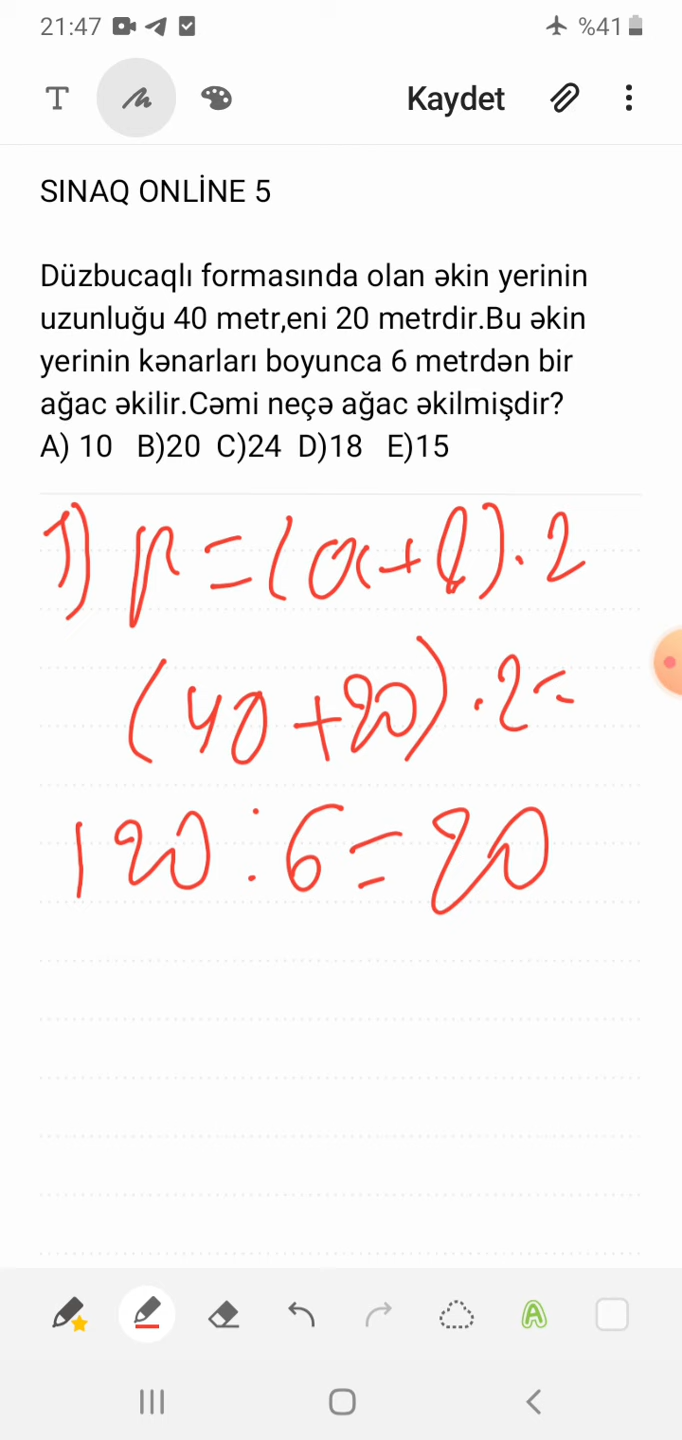 21:47 %41
T Kaydet
SINAQ ONLİNE 5
Düzbucaqlı formasında olan əkin yerinin
uzunluğu 40 metr,eni 20 metrdir.Bu əkin
yerinin kənarları boyunca 6 metrdən bir
ağac əkilir.Cəmi neçə ağac əkilmişdir?
A) 10 B)20 C)24 D)18 E)15
1) p=(a+b).2
(40+20).2=
120:6=20
A